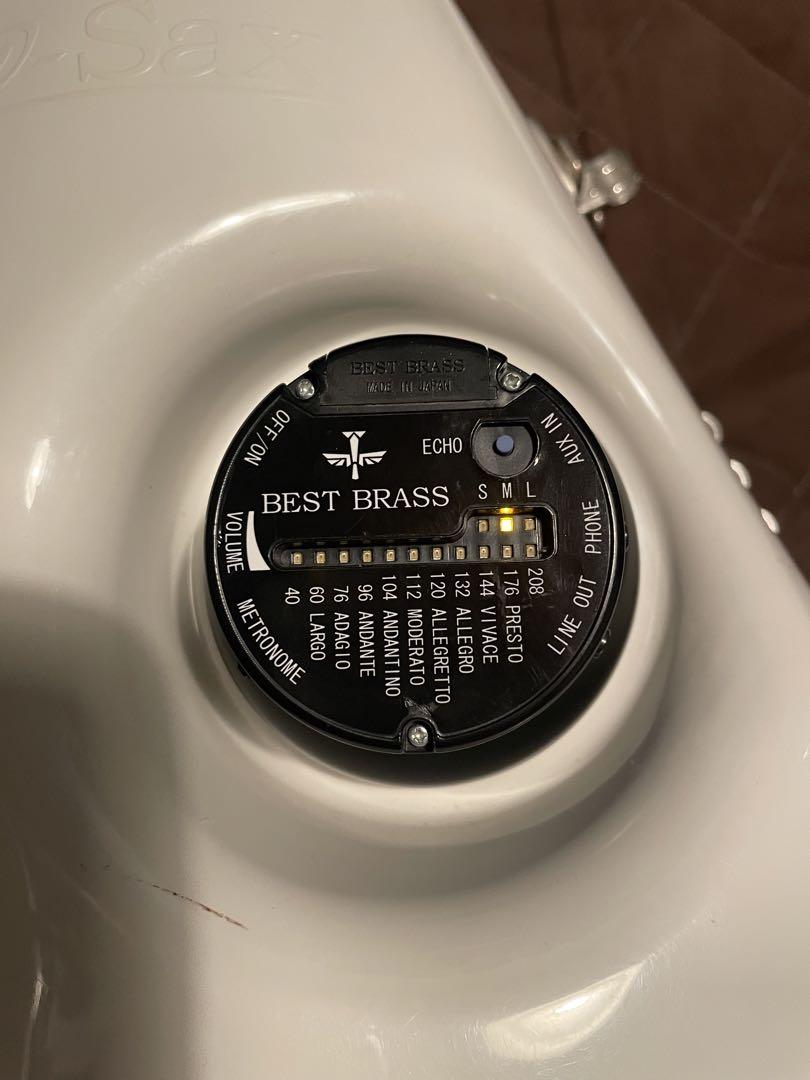 -Sax
BEST BRASS
MADE IN JAPAN
OFF/ON
ECHO
AUX IN
BEST BRASS
S M L
VOLUME
PHONE
LINE OUT
METRONOME
40
60 LARGO
76 ADAGIO
96 ANDANTE
104 ANDANTINO
112 MODERATO
120 ALLEGRETTO
132 ALLEGRO
144 VIVACE
176 PRESTO
208